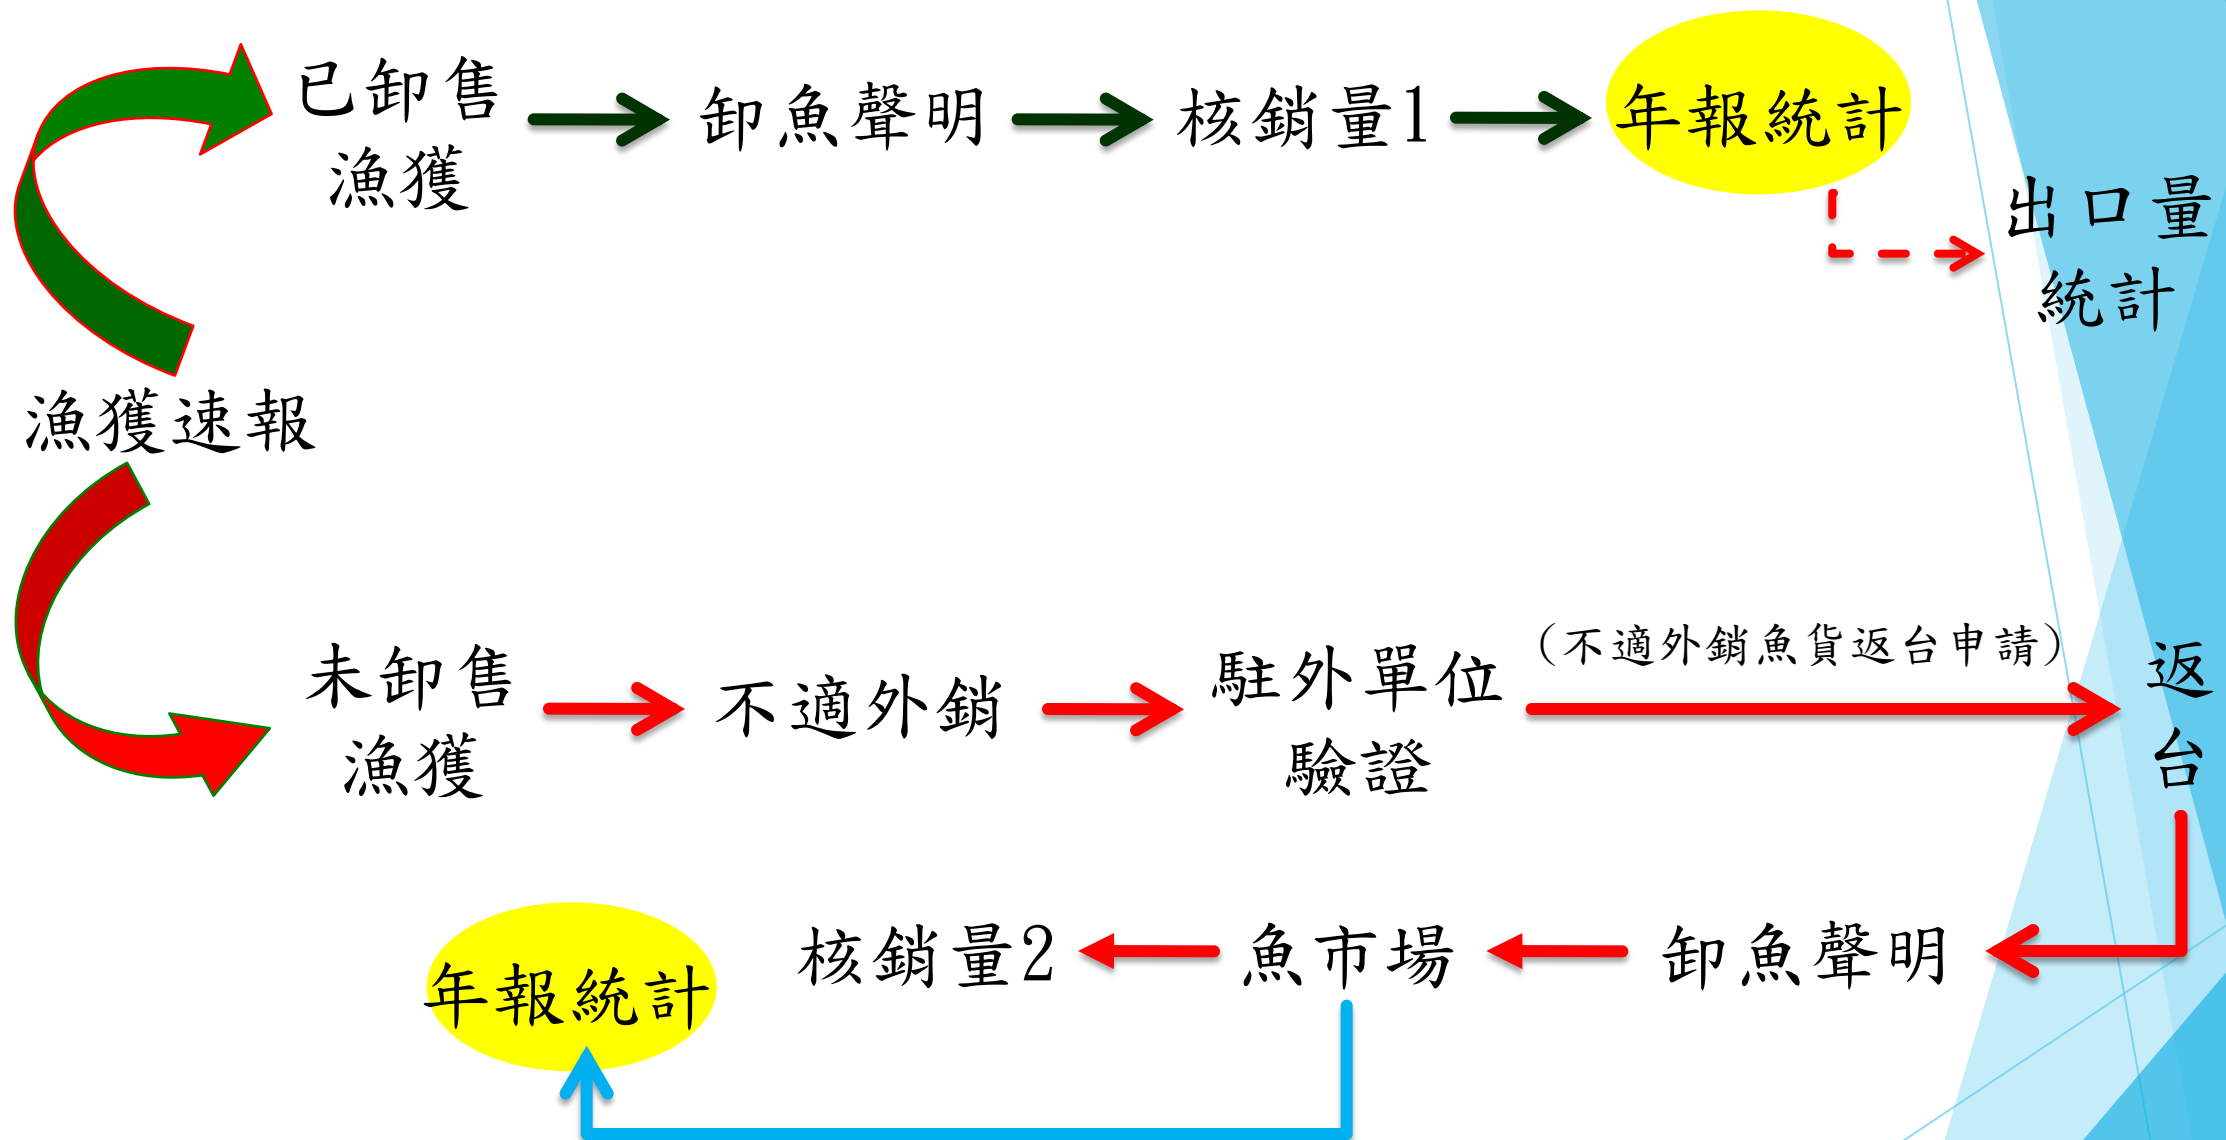 已卸售
漁獲
卸魚聲明
核銷量1
年報統計
出口量
統計
漁獲速報
未卸售
漁獲
不適外銷
駐外單位
驗證
(不適外銷魚貨返台申請)
返
台
年報統計
核銷量2
魚市場
卸魚聲明